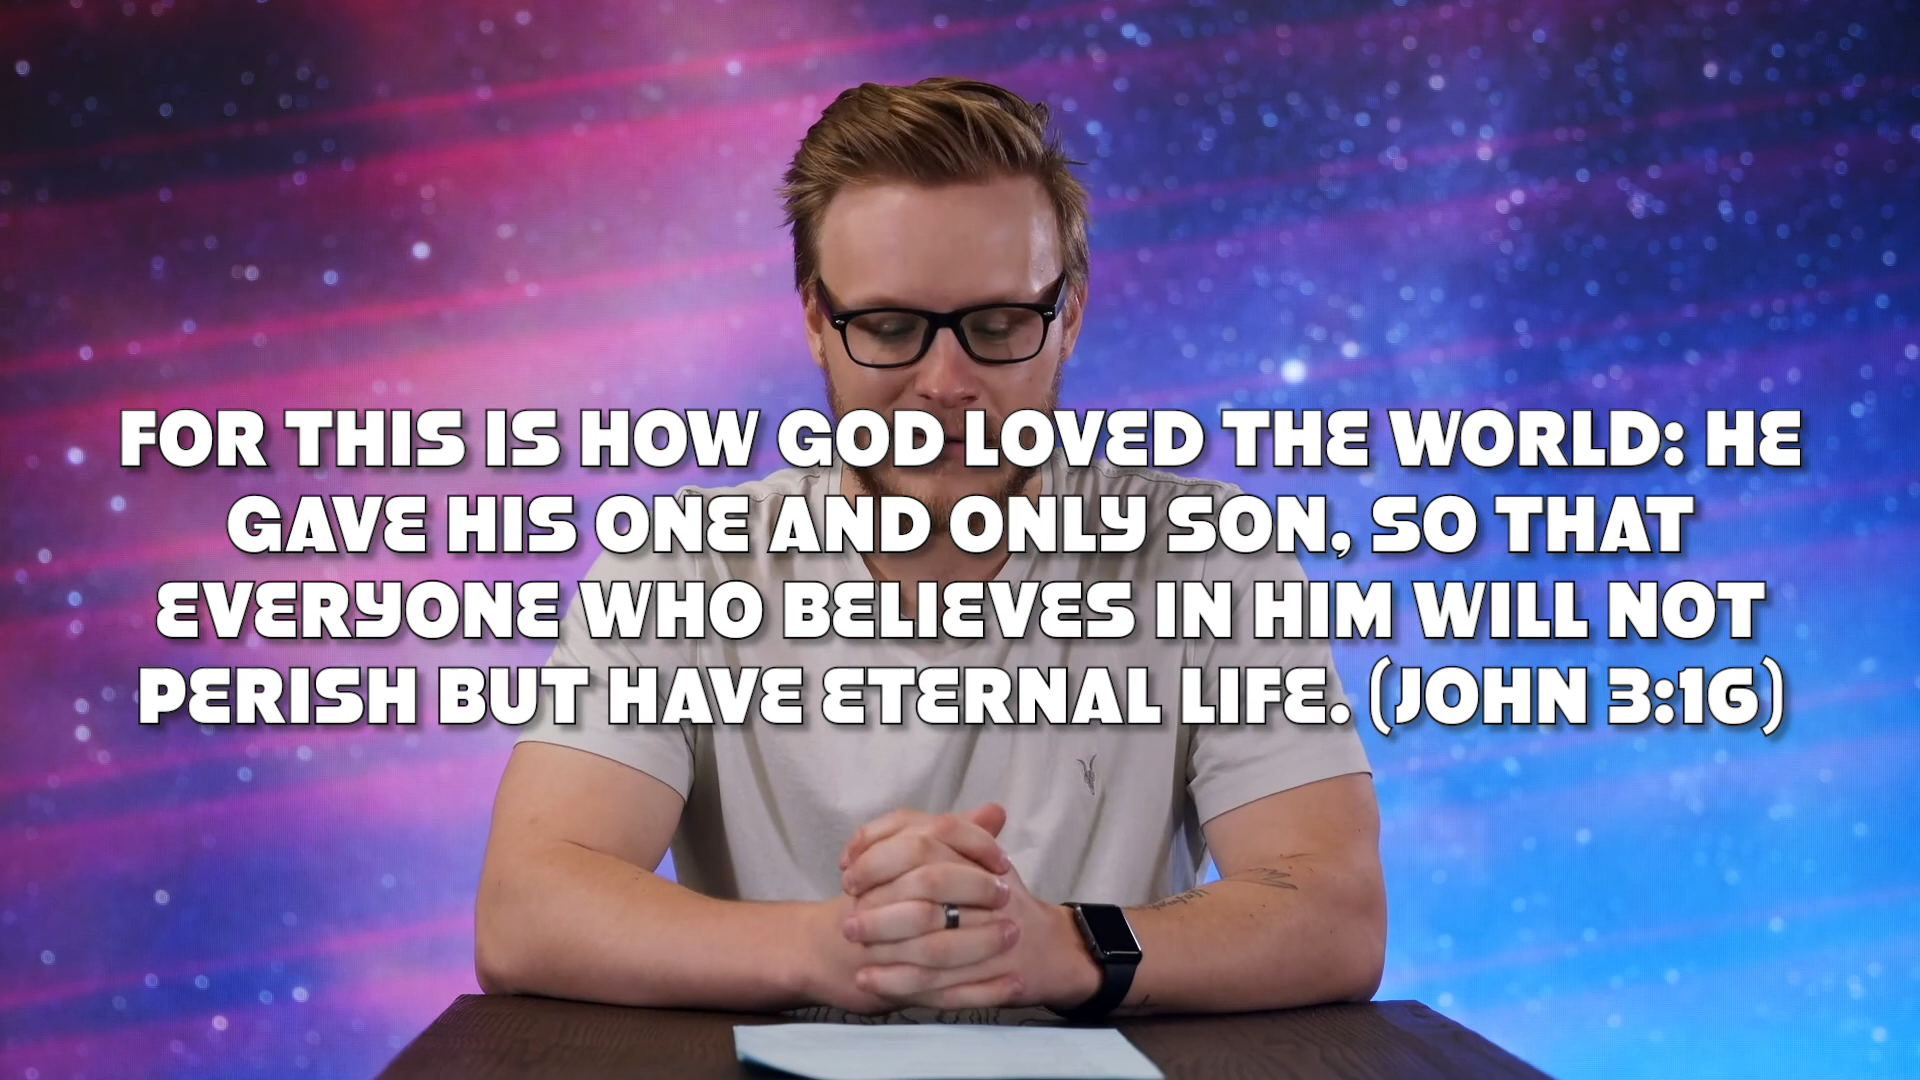 FOR THIS IS HOW GOD LOVED THE WORLD: HE
GAVE HIS ONE AND ONLY SON, SO THAT
EVERYONE WHO BELIEVES IN HIM WILL NOT
PERISH BUT HAVE ETERNAL LIFE. (JOHN 3:16)